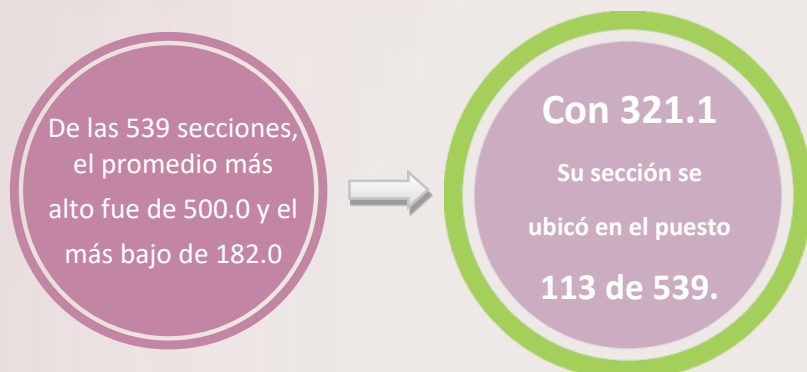 De las 539 secciones,
el promedio más
alto fue de 500.0 y el
más bajo de 182.0
Con 321.1
Su sección se
ubicó en el puesto
113 de 539.